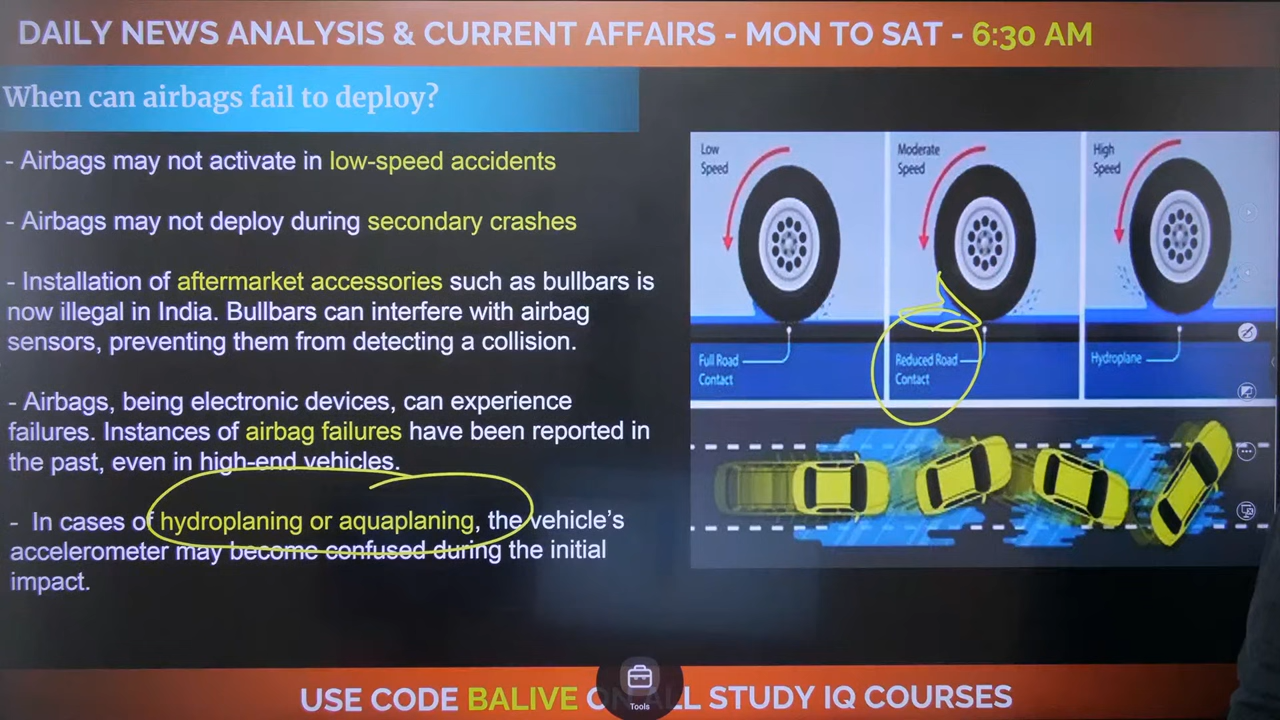 DAILY NEWS ANALYSIS & CURRENT AFFAIRS - MON TO SAT - 6:30 AM
When can airbags fail to deploy?
- Airbags may not activate in low-speed accidents
- Airbags may not deploy during secondary crashes
- Installation of aftermarket accessories such as bullbars is
now illegal in India. Bullbars can interfere with airbag
sensors, preventing them from detecting a collision.
- Airbags, being electronic devices, can experience
failures. Instances of airbag failures have been reported in
the past, even in high-end vehicles.
- In cases of hydroplaning or aquaplaning, the vehicle's
accelerometer may become confused during the initial
impact.
Low
Speed
Moderate
Speed
High
Speed
Full Road
Contact
Reduced Road
Contact
Hydroplane
USE CODE BALIVE ON ALL STUDY IQ COURSES
Tools